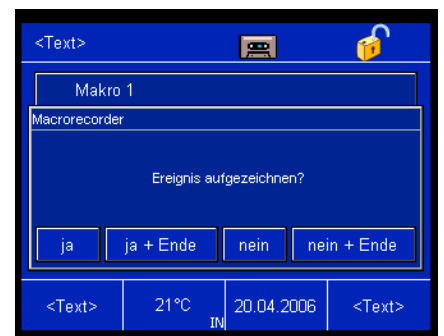 <Text>
Makro 1
Macrorecorder
Ereignis aufgezeichnen?
ja ja + Ende nein nein + Ende
<Text> 21°C IN 20.04.2006 <Text>